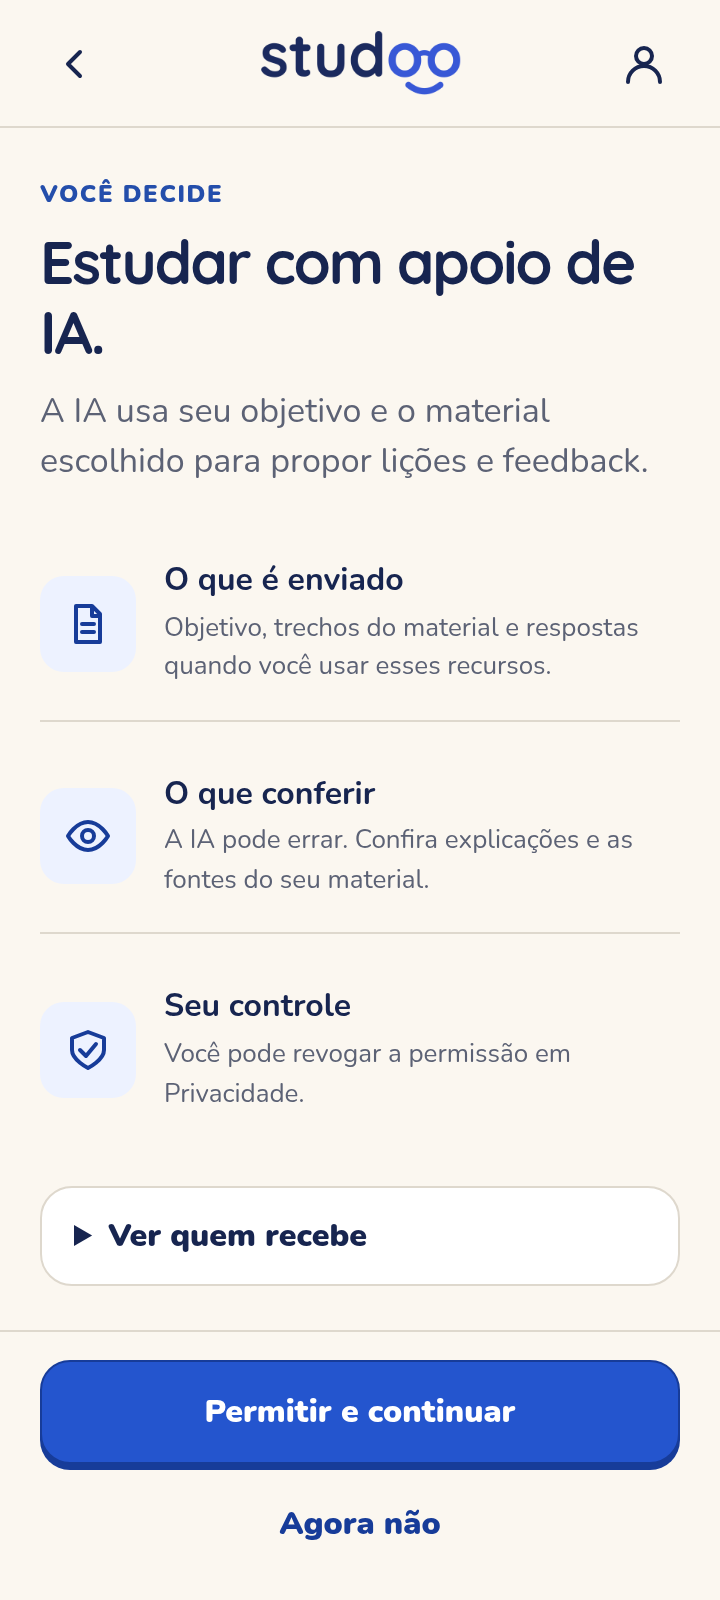 studoo
VOCÊ DECIDE
Estudar com apoio de
IA.
A IA usa seu objetivo e o material
escolhido para propor lições e feedback.
O que é enviado
Objetivo, trechos do material e respostas
quando você usar esses recursos.
O que conferir
A IA pode errar. Confira explicações e as
fontes do seu material.
Seu controle
Você pode revogar a permissão em
Privacidade.
Ver quem recebe
Permitir e continuar
Agora não